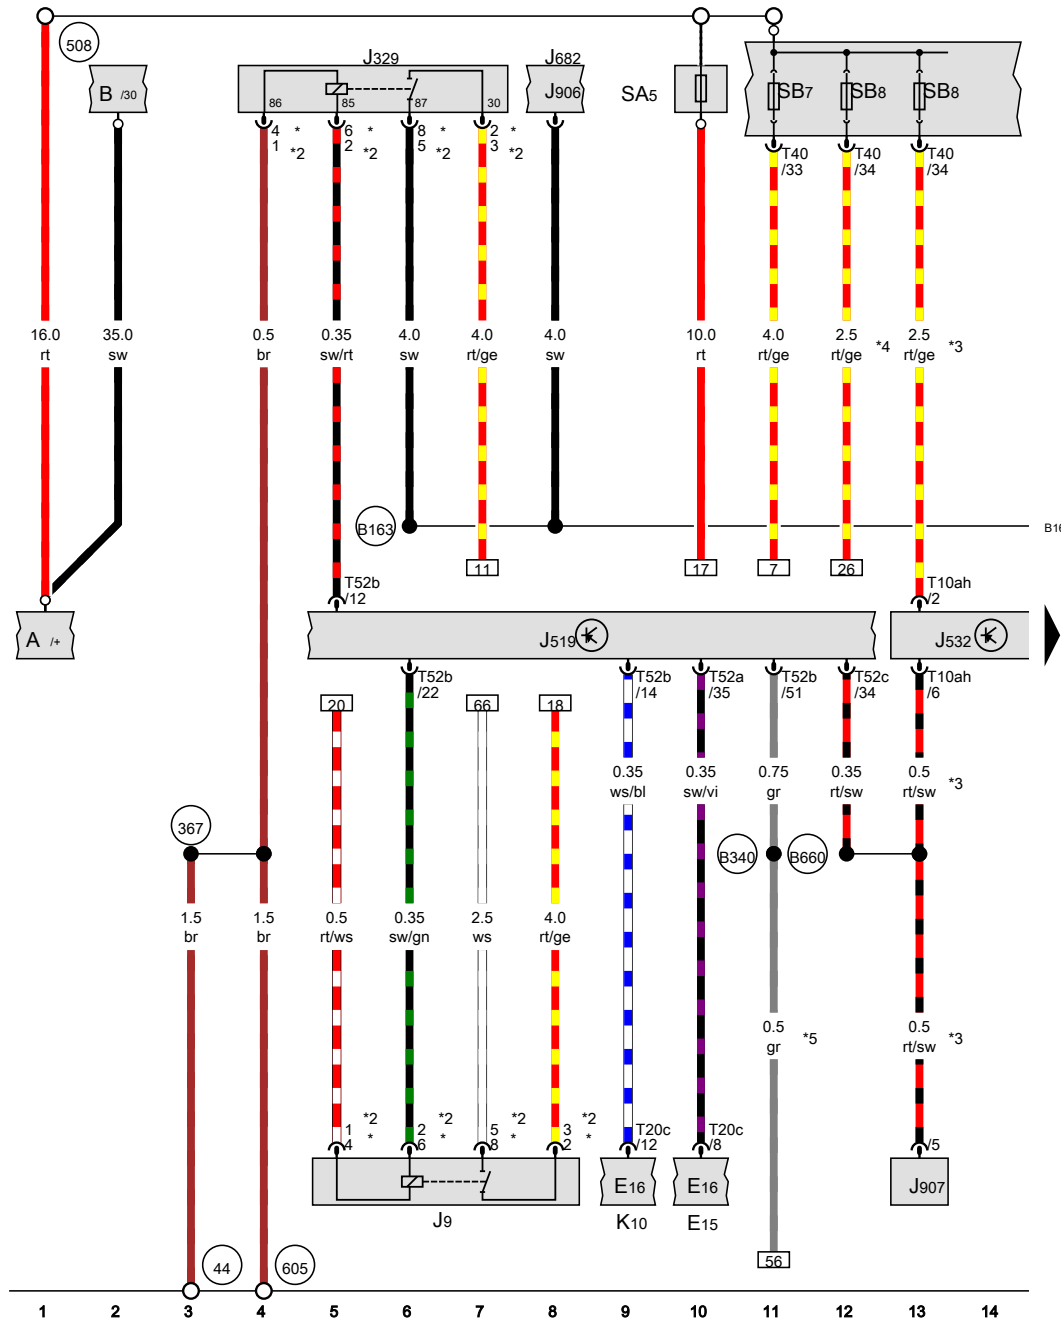 508
B /30
J329
86 85 87 30
4 * 6 * 8 * 2 *
1 *2 2 *2 5 *2 3 *2
J682
J906
SA5
SB7 SB8 SB8
T40 T40 T40
/33 /34 /34
16.0 35.0 0.5 0.35 4.0 4.0 4.0 10.0 4.0 2.5 2.5
rt sw br sw/rt sw rt/ge sw rt rt/ge rt/ge *4 rt/ge *3
B163
11 17 7 26
T52b T10ah
/12 /2
A /+
J519 J532
T52b T52b T52a T52b T52c T10ah
/22 /14 /35 /51 /34 /6
20 66 18
0.35 0.35 0.75 0.35 0.5
ws/bl sw/vi gr rt/sw rt/sw *3
367
B340 B660
1.5 1.5 0.5 0.35 2.5 4.0
br br rt/ws sw/gn ws rt/ge
0.5 0.5
gr *5 rt/sw *3
1 *2 2 *2 5 *2 3 *2 T20c T20c
4 * 6 * 8 * 2 * /12 /8 /5
E16 E16 J907
J9 K10 E15
56
44 605
1 2 3 4 5 6 7 8 9 10 11 12 13 14